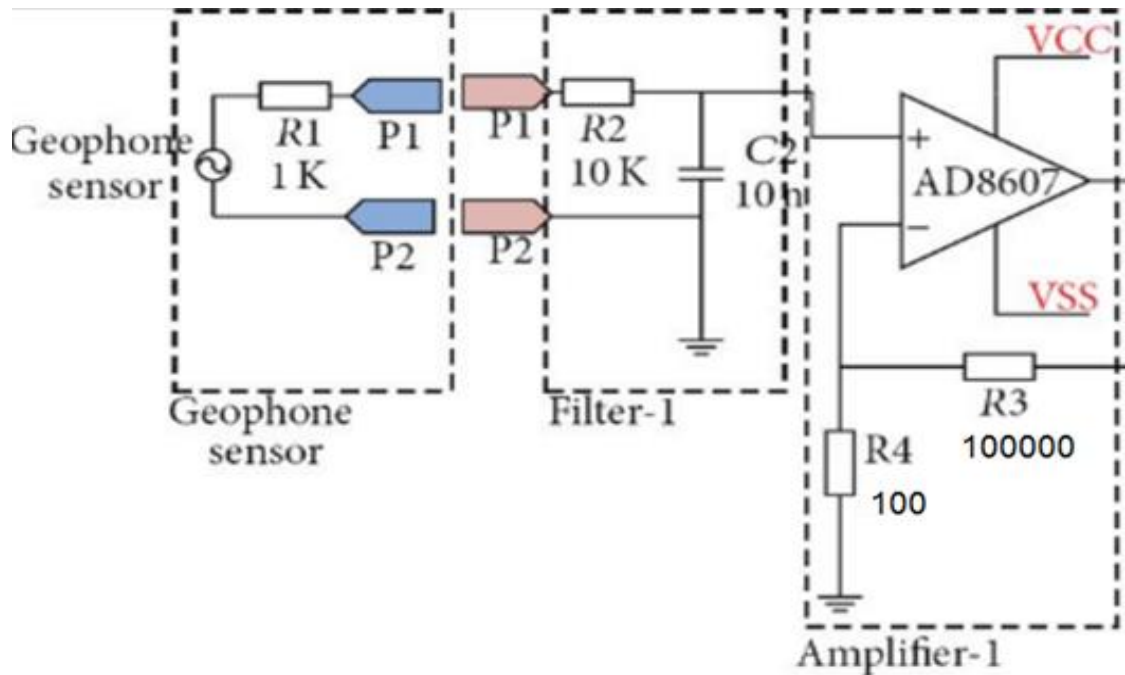 Geophone
sensor
R1
1 K
P1
P2
P1
P2
R2
10 K
C2
10 n
+
−
AD8607
VCC
VSS
R3
100000
R4
100
Geophone
sensor
Filter-1
Amplifier-1